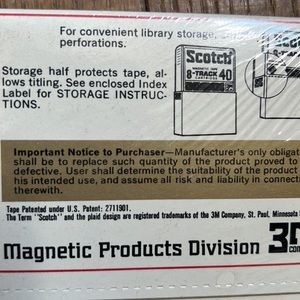 For convenient library storage,
perforations.
Storage half protects tape, al-
lows titling. See enclosed Index
Label for STORAGE INSTRUC-
TIONS.
Scotch
MAGNETIC TAPE
8-TRACK 40
CARTRIDGE
Important Notice to Purchaser—Manufacturer's only obligat
shall be to replace such quantity of the product proved to
defective. User shall determine the suitability of the product
his intended use, and assume all risk and liability in connect
therewith.
Tape Patented under U.S. Patent: 2711901.
The Term "Scotch" and the plaid design are registered trademarks of the 3M Company, St. Paul, Minnesota
Magnetic Products Division 3M